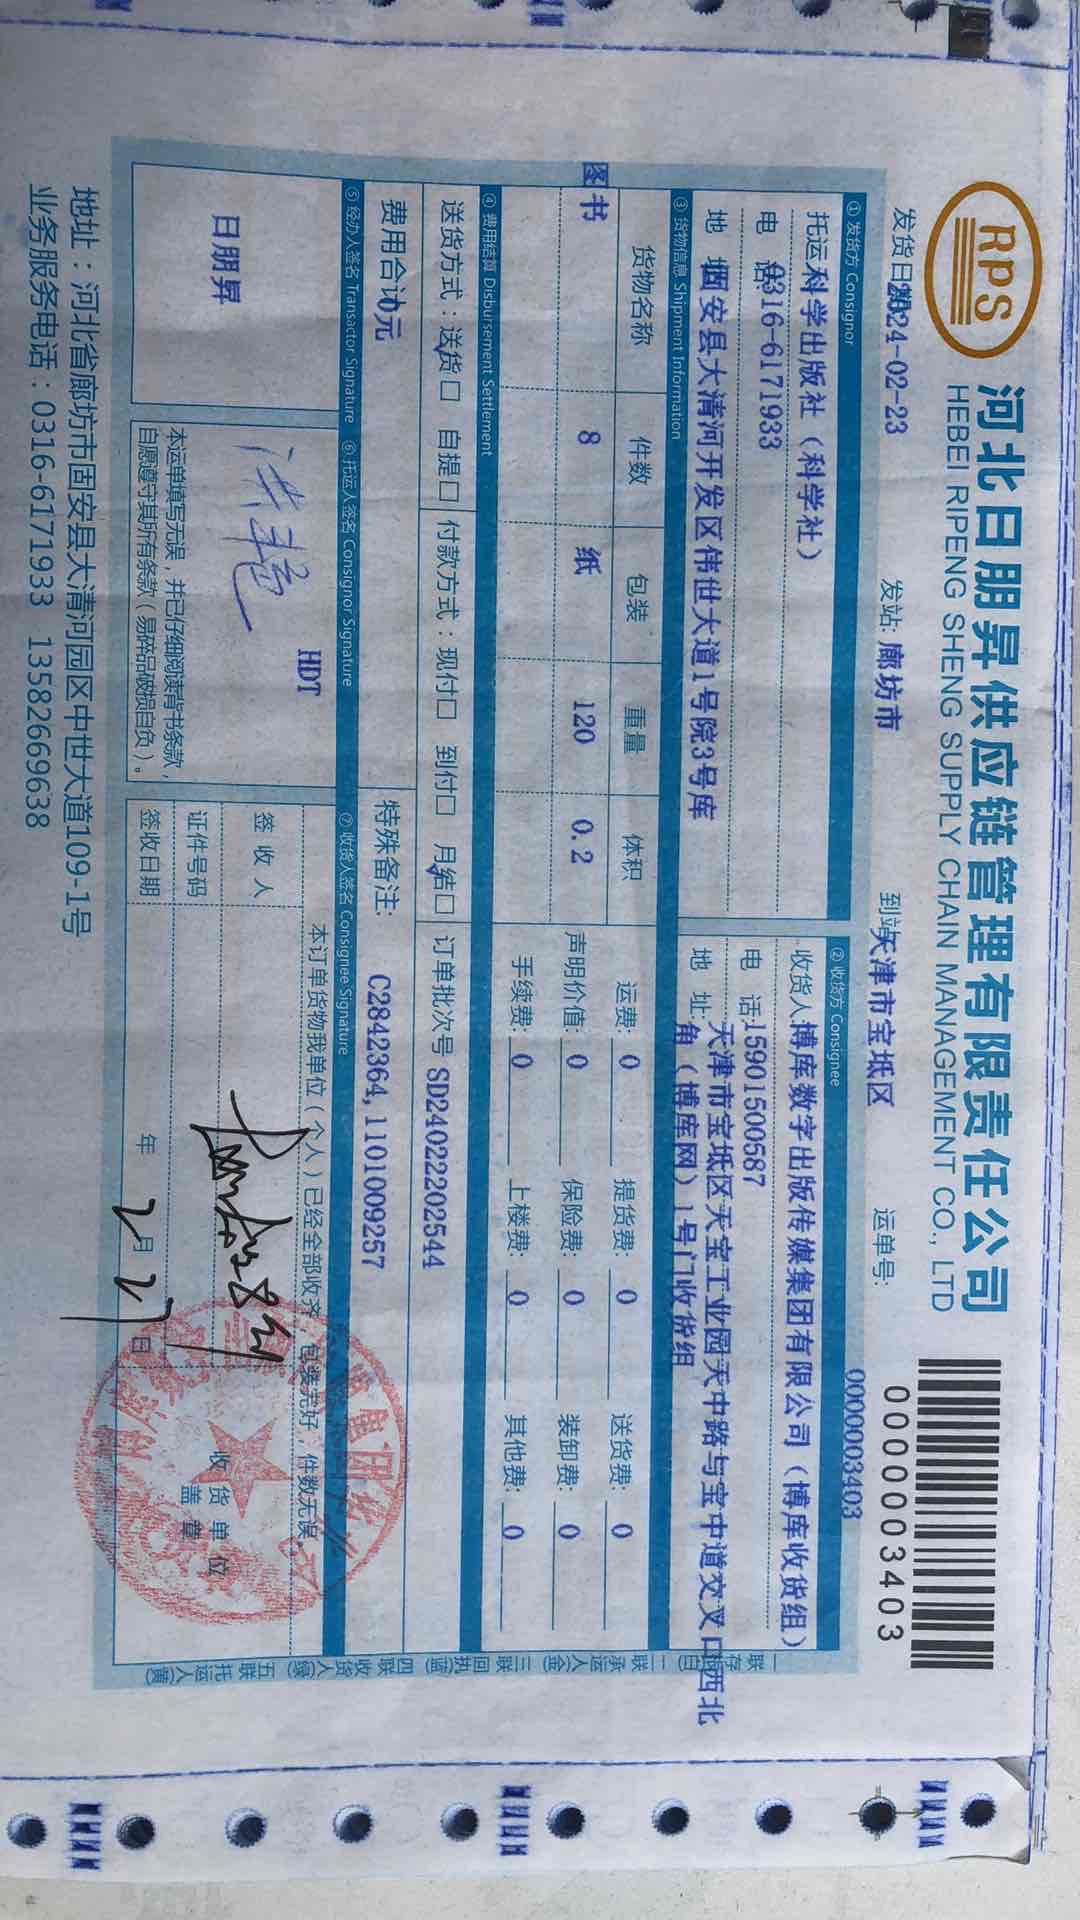 RPS
河北日朋昇供应链管理有限责任公司
HEBEI RIPENG SHENG SUPPLY CHAIN MANAGEMENT CO., LTD
0000003403
0000003403
发货日期: 2024-02-23 发站: 廊坊市 到站: 天津市宝坻区 运单号:
① 发货方 Consignor ② 收货方 Consignee
托运人 科学出版社（科学社） 收货人 博库数字出版传媒集团有限公司（博库收货组）
电 话: 0316-6171933 电 话: 15901500587
地 址 固安县大清河开发区伟世大道1号院3号库 地 址: 天津市宝坻区天宝工业园天中路与宝中道交叉口西北
角（博库网）1号门收货组
③ 货物信息 Shipment Information
货物名称 件数 包装 重量 体积 运费: 0 提货费: 0 送货费: 0
图书 8 纸 120 0.2 声明价值: 0 保险费: 0 装卸费: 0
手续费: 0 上楼费: 0 其他费: 0
④ 费用结算 Disbursement Settlement
送货方式：送货☑ 自提口 付款方式：现付口 到付口 月结☑ 订单批次号 SD240222202544
费用合计 0元 特殊备注: C2842364,1101009257
⑤ 经办人签名 Transactor Signature ⑥ 托运人签名 Consignor Signature ⑦ 收货人签名 Consignee Signature
日朋昇 HDT
本订单货物我单位（个人）已经全部收齐，包装完好，件数无误。
签 收 人
证件号码
签收日期 年 2月27日
收货单位
盖章
本运单填写无误，并已仔细阅读背书条款，
自愿遵守其所有条款（易碎品破损自负）。
一联存(白) 二联承运人(金) 三联回执(蓝) 四联收货人(绿) 五联托运人(黄)
地址：河北省廊坊市固安县大清河园区中世大道109-1号
业务服务电话：0316-6171933 13582669638